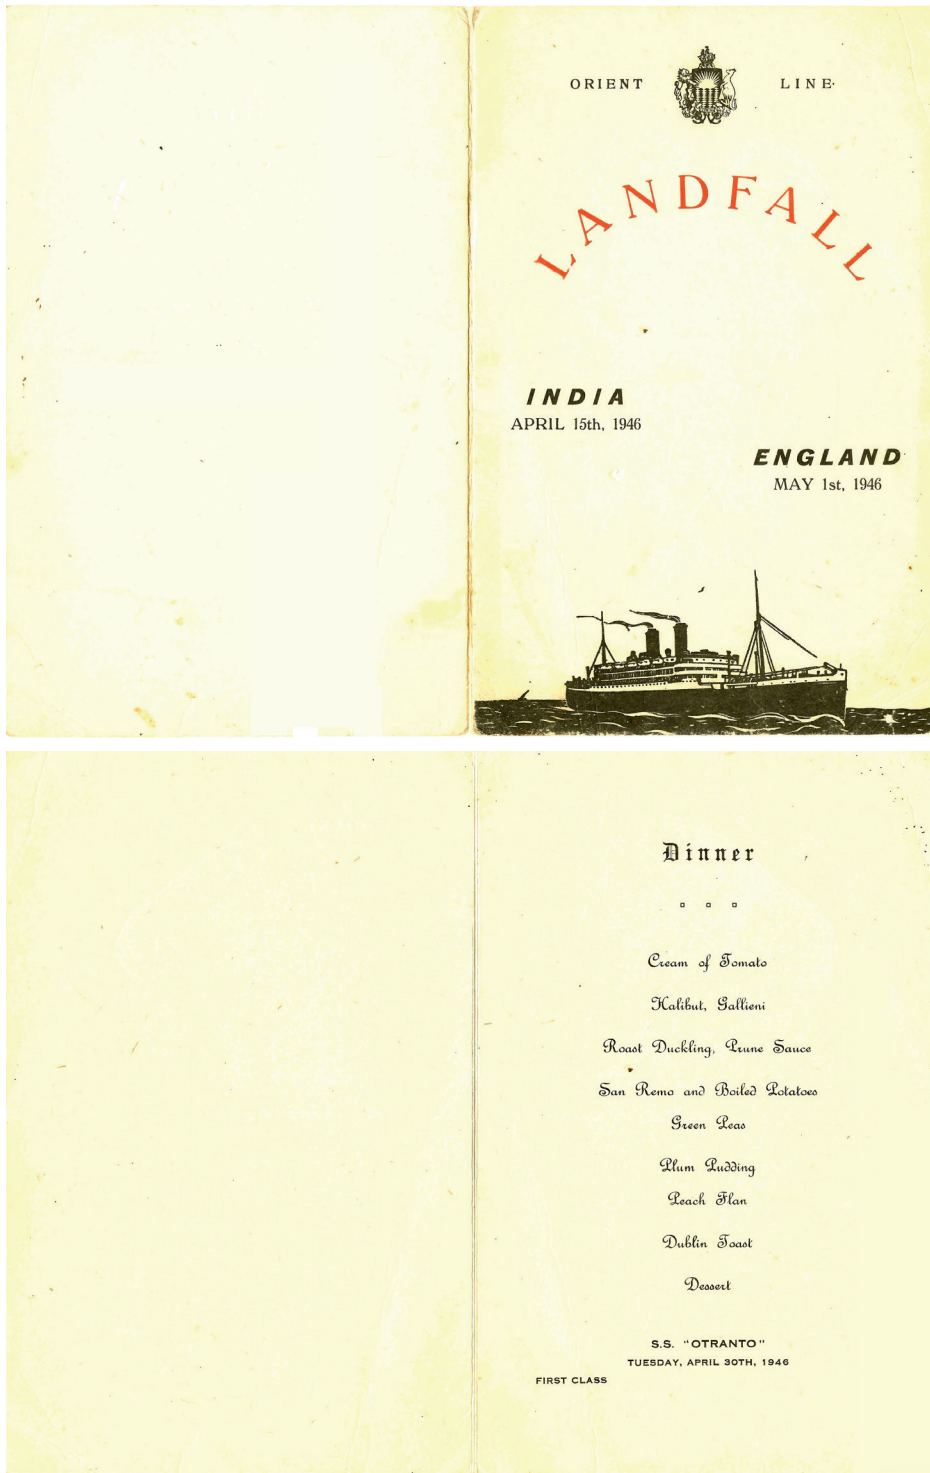 ORIENT LINE
LANDFALL
INDIA
APRIL 15th, 1946
ENGLAND
MAY 1st, 1946
Dinner
Cream of Tomato
Halibut, Gallieni
Roast Duckling, Prune Sauce
San Remo and Boiled Potatoes
Green Peas
Plum Pudding
Peach Flan
Dublin Toast
Dessert
S.S. "OTRANTO"
TUESDAY, APRIL 30TH, 1946
FIRST CLASS